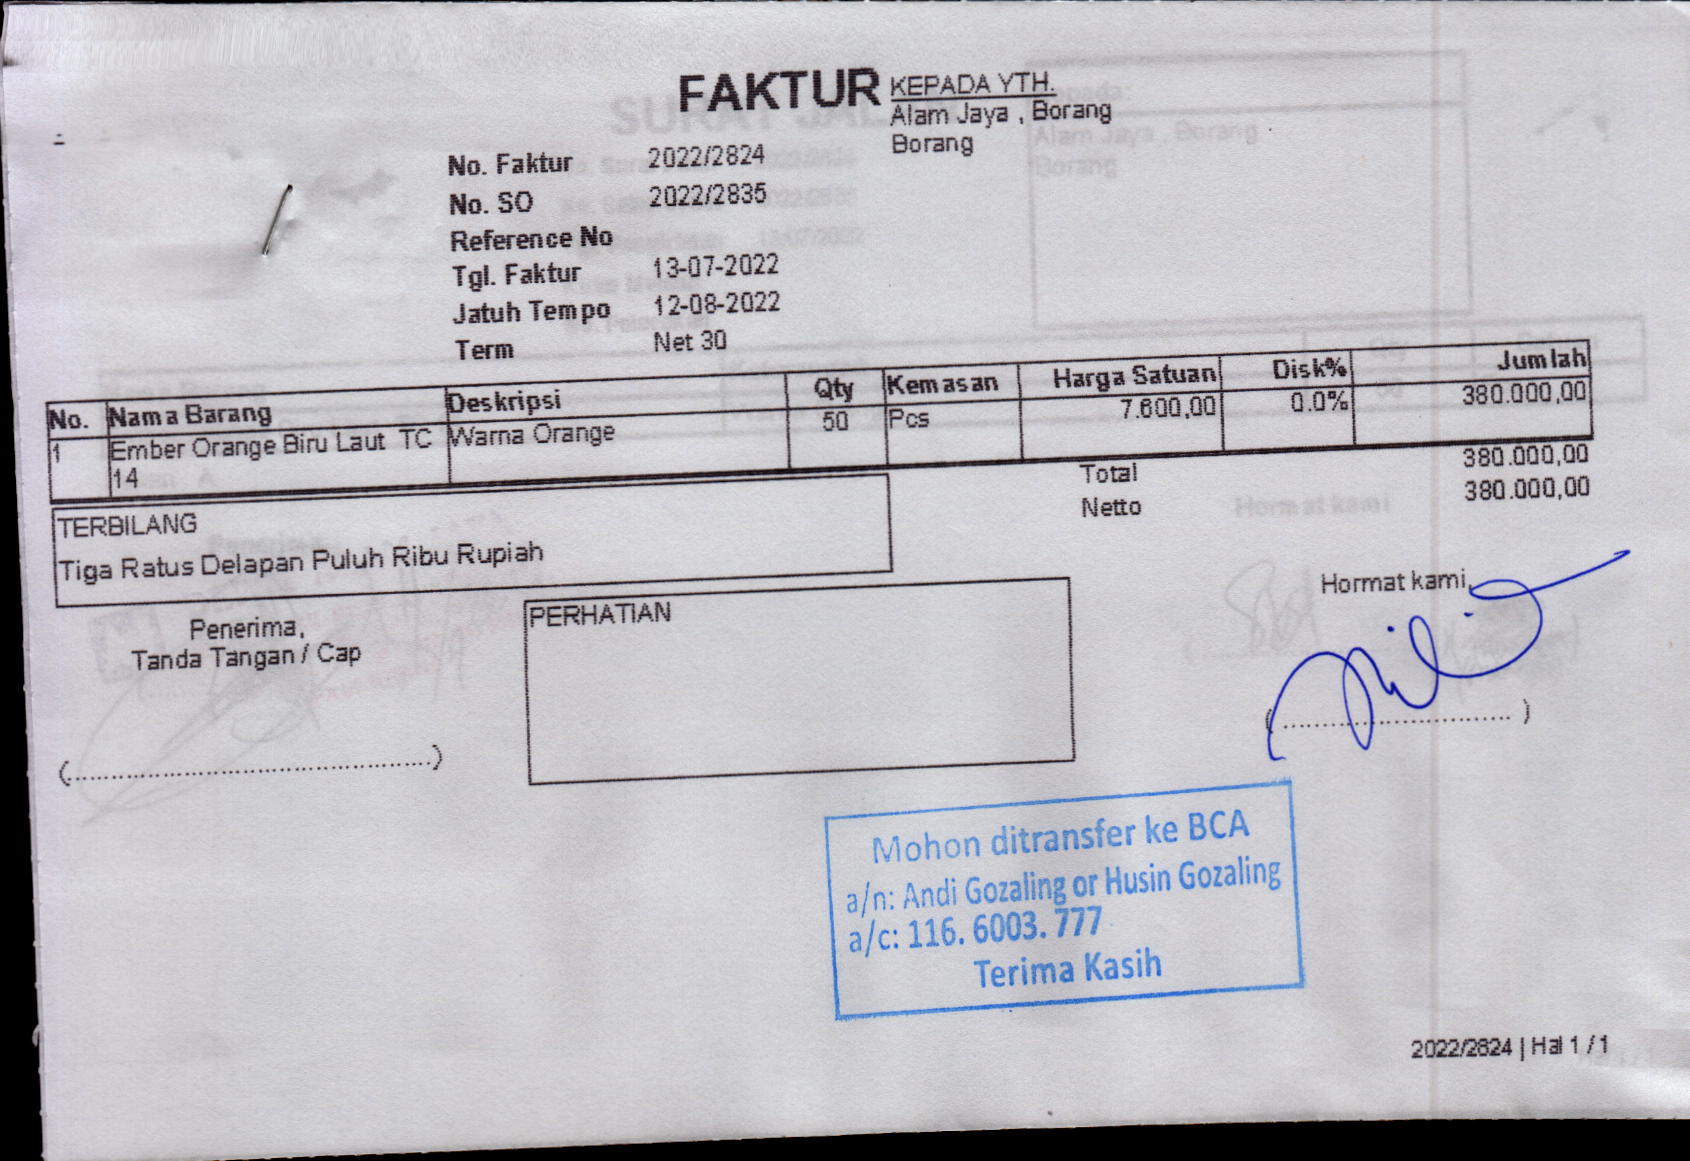 FAKTUR
KEPADA YTH.
Alam Jaya , Borang
Borang
No. Faktur 2022/2824
No. SO 2022/2835
Reference No
Tgl. Faktur 13-07-2022
Jatuh Tempo 12-08-2022
Term Net 30
No. Nama Barang Deskripsi Qty Kemasan Harga Satuan Disk% Jumlah
1 Ember Orange Biru Laut TC Warna Orange 50 Pcs 7.600,00 0.0% 380.000,00
14
Total 380.000,00
Netto 380.000,00
TERBILANG
Tiga Ratus Delapan Puluh Ribu Rupiah
Penerima,
Tanda Tangan / Cap
(..................................................)
PERHATIAN
Hormat kami,
(.................................)
Mohon ditransfer ke BCA
a/n: Andi Gozaling or Husin Gozaling
a/c: 116. 6003. 777
Terima Kasih
2022/2824 | Hal 1 / 1